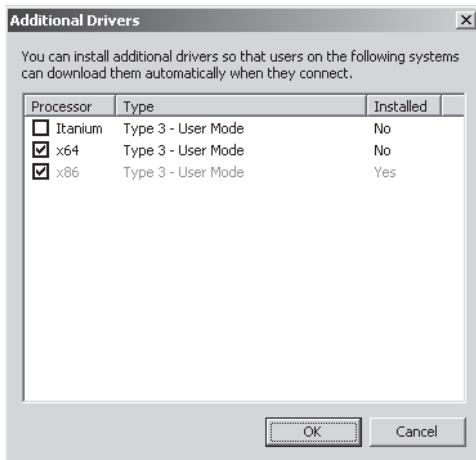 Additional Drivers
You can install additional drivers so that users on the following systems
can download them automatically when they connect.
Processor Type Installed
Itanium Type 3 - User Mode No
x64 Type 3 - User Mode No
x86 Type 3 - User Mode Yes
OK Cancel